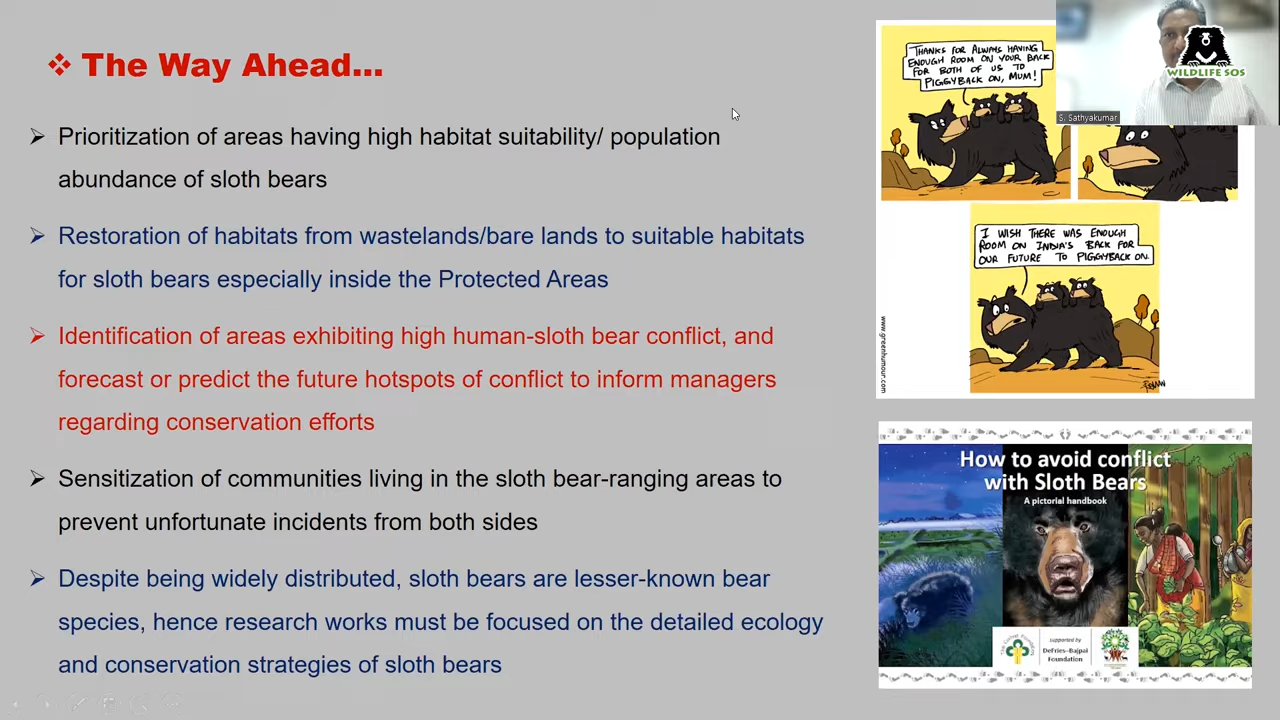 ❖ The Way Ahead...
➢ Prioritization of areas having high habitat suitability/ population
abundance of sloth bears
➢ Restoration of habitats from wastelands/bare lands to suitable habitats
for sloth bears especially inside the Protected Areas
➢ Identification of areas exhibiting high human-sloth bear conflict, and
forecast or predict the future hotspots of conflict to inform managers
regarding conservation efforts
➢ Sensitization of communities living in the sloth bear-ranging areas to
prevent unfortunate incidents from both sides
➢ Despite being widely distributed, sloth bears are lesser-known bear
species, hence research works must be focused on the detailed ecology
and conservation strategies of sloth bears
THANKS FOR ALWAYS HAVING
ENOUGH ROOM ON YOUR BACK
FOR BOTH OF US TO
PIGGYBACK ON, MUM!
WILDLIFE SOS
S. Sathyakumar
I WISH THERE WAS ENOUGH
ROOM ON INDIA'S BACK FOR
OUR FUTURE TO PIGGYBACK ON.
www.greenhumour.com
How to avoid conflict
with Sloth Bears
A pictorial handbook
supported by
DeFries-Bajpai
Foundation